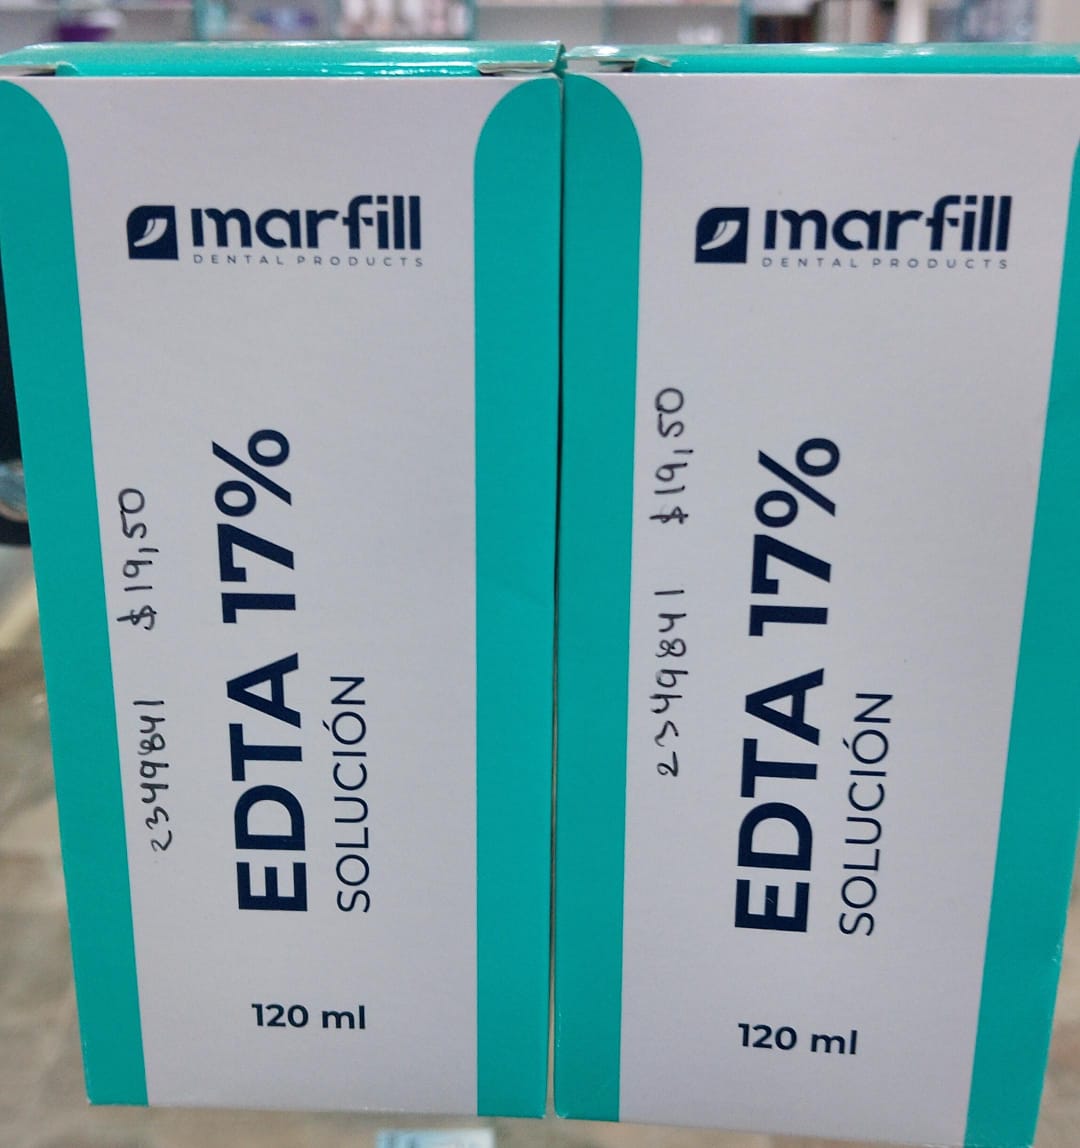 marfill
DENTAL PRODUCTS
2349841 $19,50
EDTA 17%
SOLUCIÓN
120 ml
marfill
DENTAL PRODUCTS
2349841 $19,50
EDTA 17%
SOLUCIÓN
120 ml